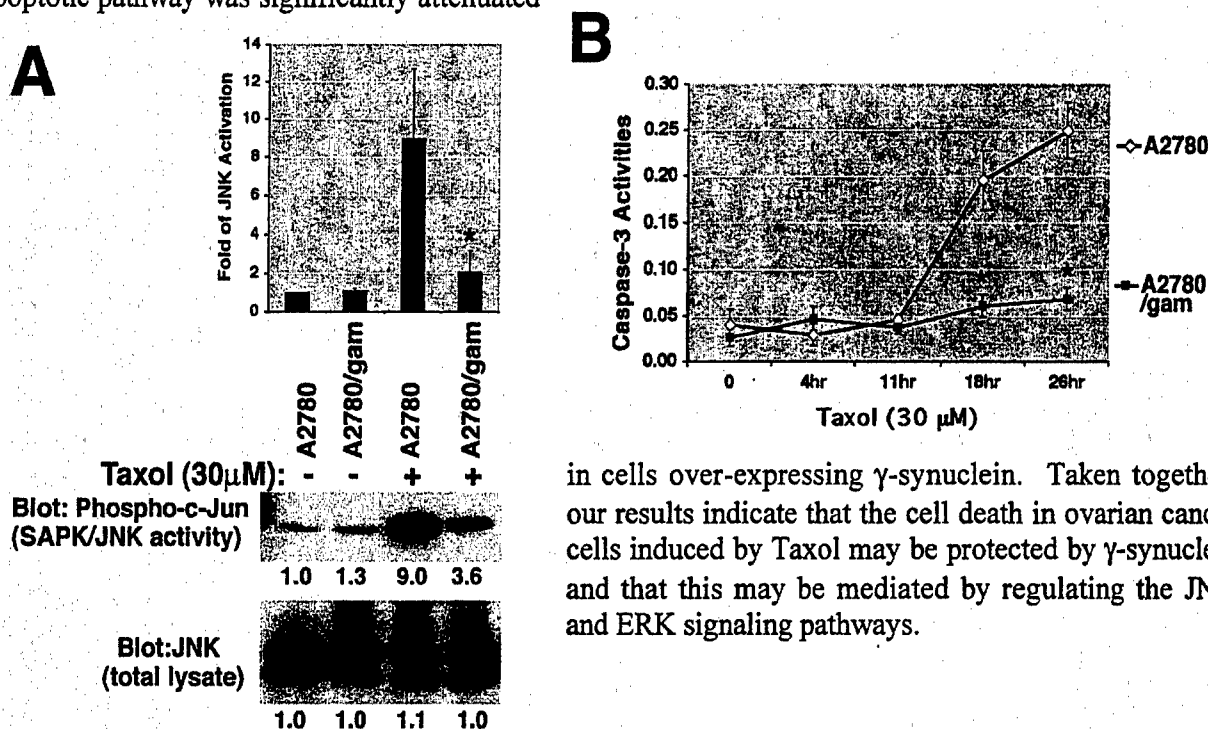 poptotic pathway was significantly attenuated
A
14
12
10
8
6
4
2
0
Fold of JNK Activation
*
A2780
A2780/gam
A2780
A2780/gam
Taxol (30µM): - - + +
Blot: Phospho-c-Jun
(SAPK/JNK activity)
1.0 1.3 9.0 3.6
Blot:JNK
(total lysate)
1.0 1.0 1.1 1.0
B
0.30
0.25
0.20
0.15
0.10
0.05
0.00
Caspase-3 Activities
* *
0 4hr 11hr 18hr 26hr
Taxol (30 µM)
A2780
A2780
/gam
in cells over-expressing γ-synuclein. Taken togeth
our results indicate that the cell death in ovarian canc
cells induced by Taxol may be protected by γ-synucle
and that this may be mediated by regulating the JN
and ERK signaling pathways.